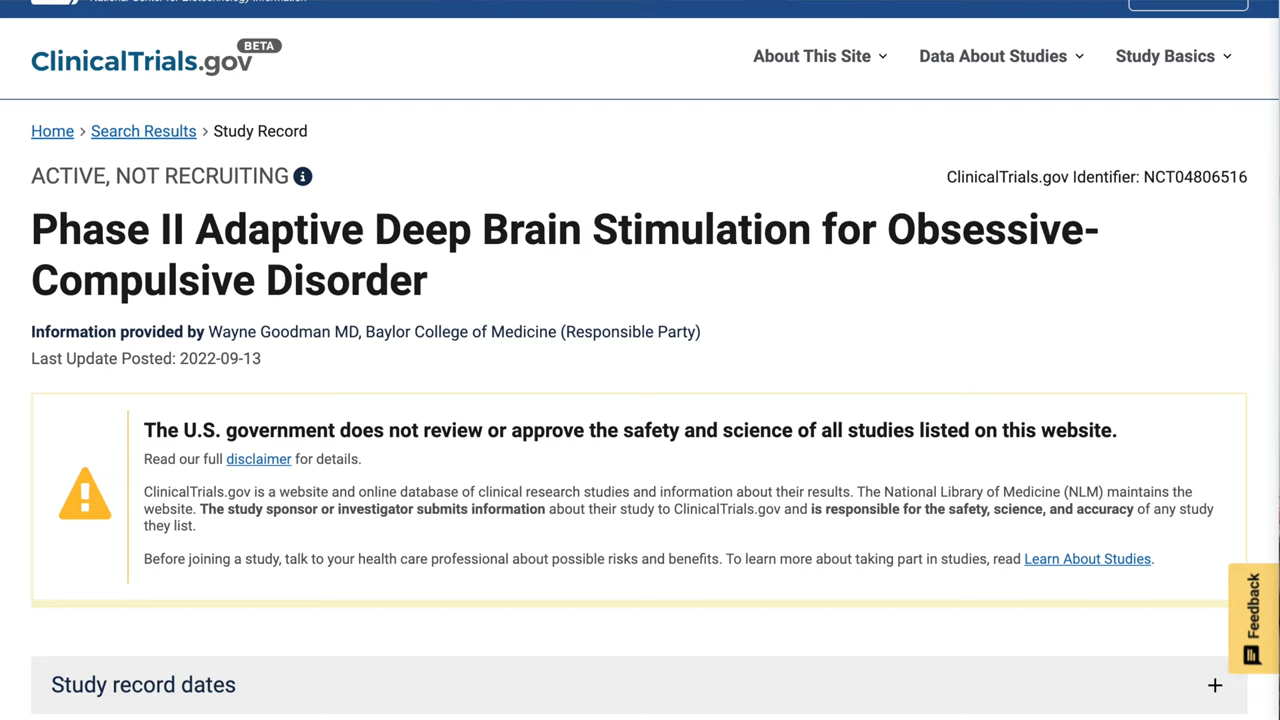 National Center for Biotechnology Information
ClinicalTrials.gov BETA
About This Site
Data About Studies
Study Basics
Home > Search Results > Study Record
ACTIVE, NOT RECRUITING
ClinicalTrials.gov Identifier: NCT04806516
Phase II Adaptive Deep Brain Stimulation for Obsessive-
Compulsive Disorder
Information provided by Wayne Goodman MD, Baylor College of Medicine (Responsible Party)
Last Update Posted: 2022-09-13
The U.S. government does not review or approve the safety and science of all studies listed on this website.
Read our full disclaimer for details.
ClinicalTrials.gov is a website and online database of clinical research studies and information about their results. The National Library of Medicine (NLM) maintains the
website. The study sponsor or investigator submits information about their study to ClinicalTrials.gov and is responsible for the safety, science, and accuracy of any study
they list.
Before joining a study, talk to your health care professional about possible risks and benefits. To learn more about taking part in studies, read Learn About Studies.
Feedback
Study record dates +